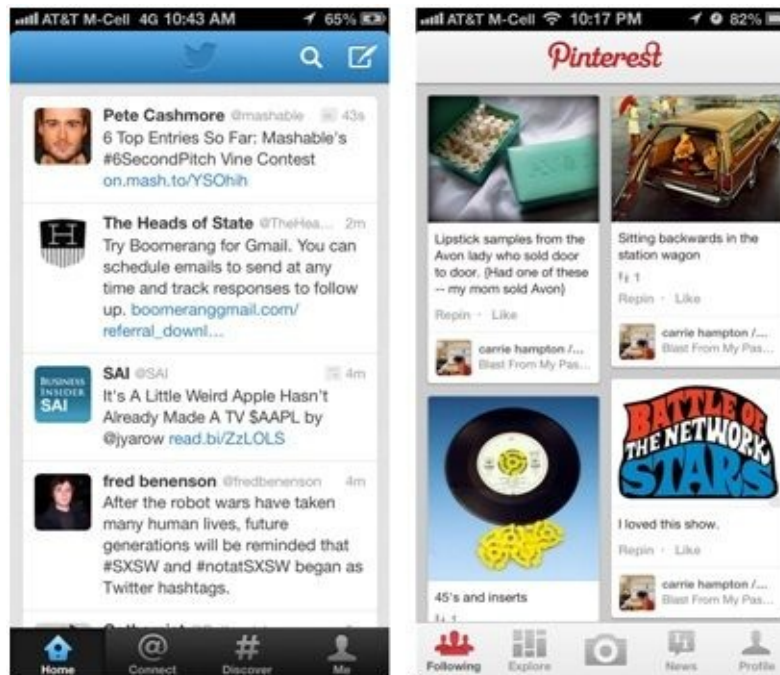 AT&T M-Cell 4G 10:43 AM 65%
Pete Cashmore @mashable 43s
6 Top Entries So Far: Mashable's
#6SecondPitch Vine Contest
on.mash.to/YSOhih
The Heads of State @TheHea... 2m
Try Boomerang for Gmail. You can
schedule emails to send at any
time and track responses to follow
up. boomeranggmail.com/
referral_downl...
BUSINESS
INSIDER
SAI
SAI @SAI 4m
It's A Little Weird Apple Hasn't
Already Made A TV $AAPL by
@jyarow read.bi/ZzLOLS
fred benenson @fredbenenson 4m
After the robot wars have taken
many human lives, future
generations will be reminded that
#SXSW and #notatSXSW began as
Twitter hashtags.
Home Connect Discover Me
AT&T M-Cell 10:17 PM 82%
Pinterest
Lipstick samples from the
Avon lady who sold door
to door. {Had one of these
-- my mom sold Avon}
Repin · Like
carrie hampton /...
Blast From My Pas...
45's and inserts
1
Sitting backwards in the
station wagon
1
Repin · Like
carrie hampton /...
Blast From My Pas...
BATTLE OF
THE NETWORK
STARS
I loved this show.
Repin · Like
carrie hampton /...
Blast From My Pas...
Following Explore News Profile